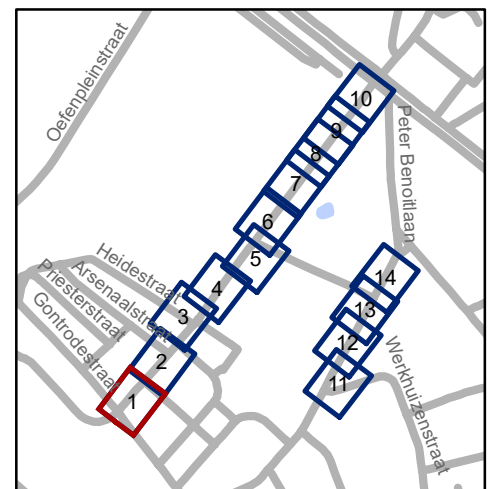 Oefenpleinstraat
Peter Benoitlaan
Heidestraat
Arsenaalstraat
Priesterstraat
Gontrodestraat
Werkhuizenstraat
10
9
8
7
6
5
4
3
2
1
14
13
12
11